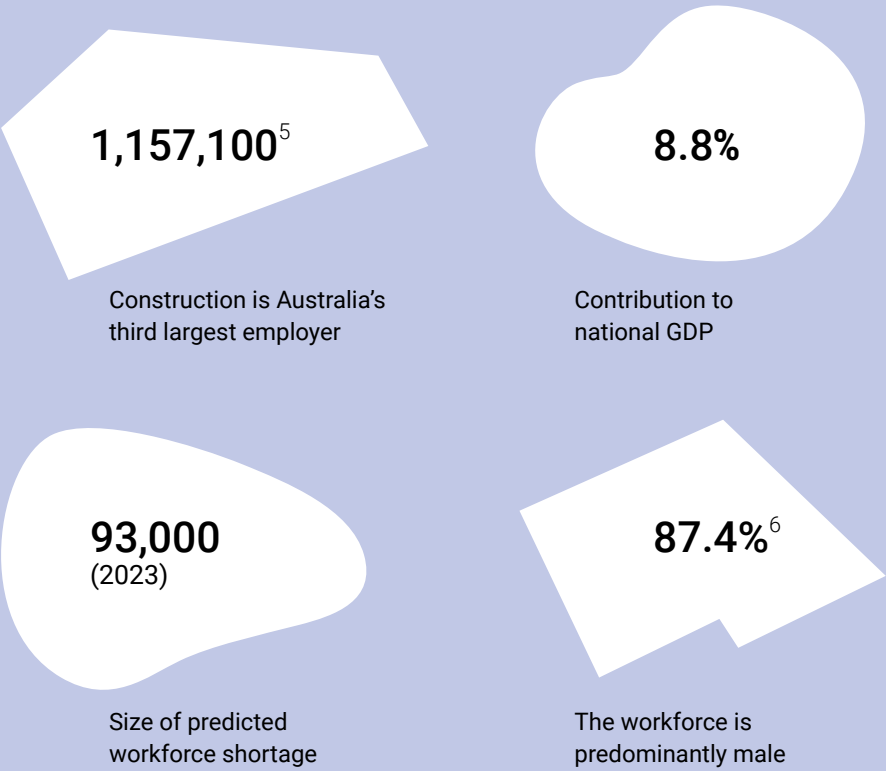 1,157,100⁵
Construction is Australia’s
third largest employer
8.8%
Contribution to
national GDP
93,000
(2023)
Size of predicted
workforce shortage
87.4%⁶
The workforce is
predominantly male